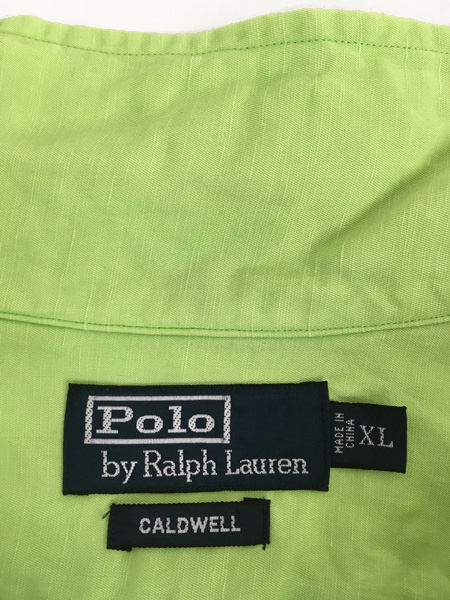 Polo
by Ralph Lauren
MADE IN
CHINA
XL
CALDWELL